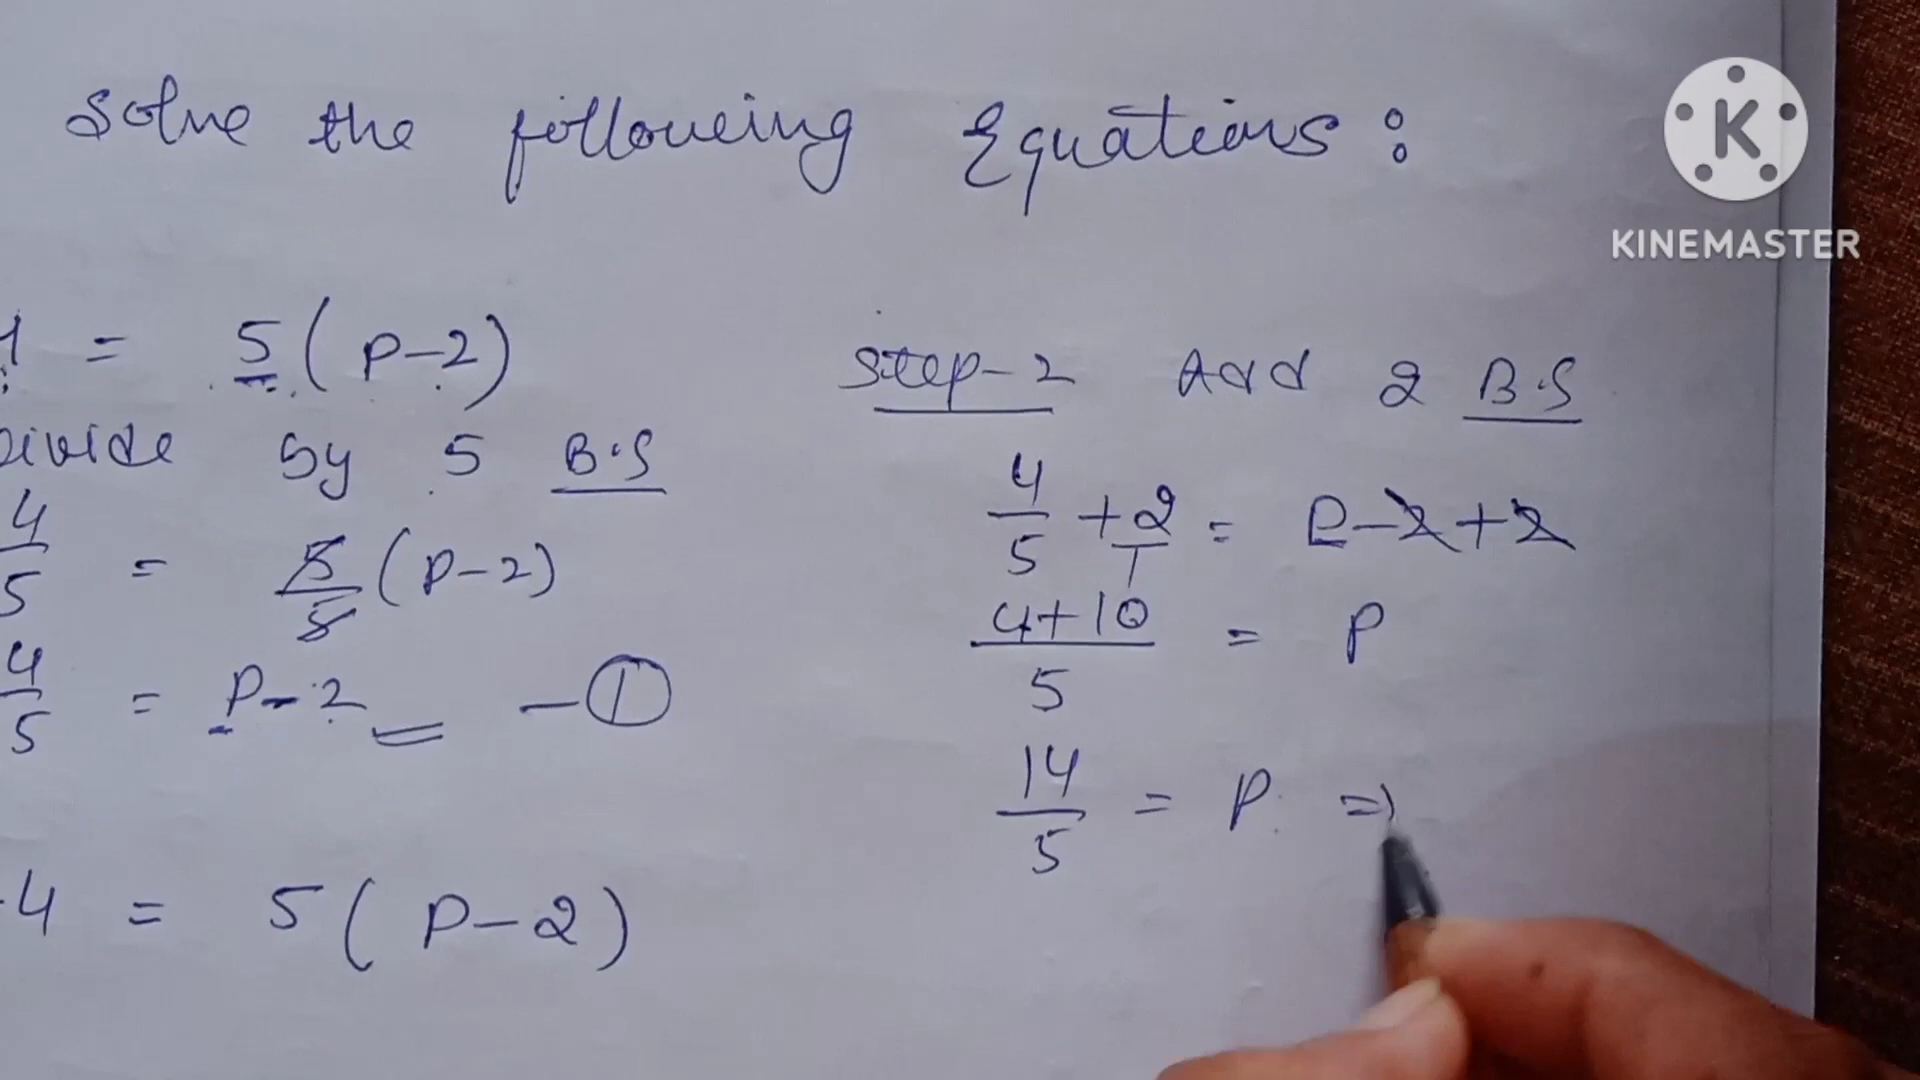 Solve the following Equations:
4 = 5(P-2)
Divide by 5 B.S
4/5 = 5/5 (P-2)
4/5 = P-2 -①
-4 = 5(P-2)
Step-2 Add 2 B.S
4/5 + 2/1 = P-2+2
4+10/5 = P
14/5 = P ⇒
K
KINEMASTER